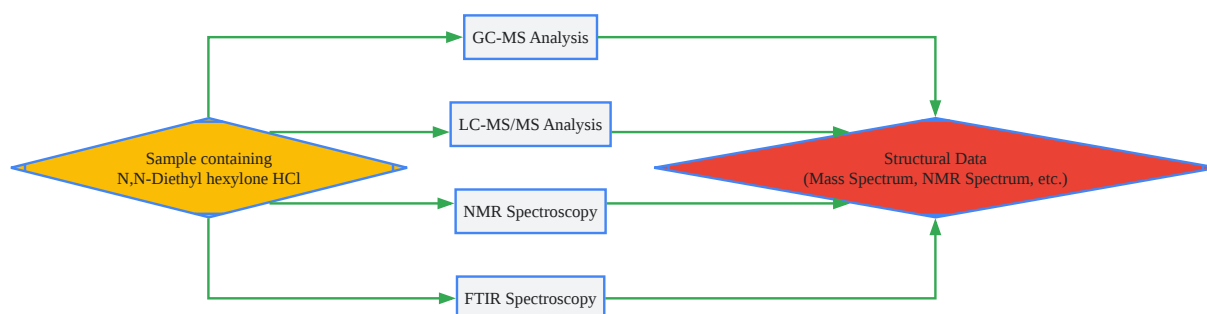 GC-MS Analysis
LC-MS/MS Analysis
Sample containing
N,N-Diethyl hexylone HCl
Structural Data
(Mass Spectrum, NMR Spectrum, etc.)
NMR Spectroscopy
FTIR Spectroscopy